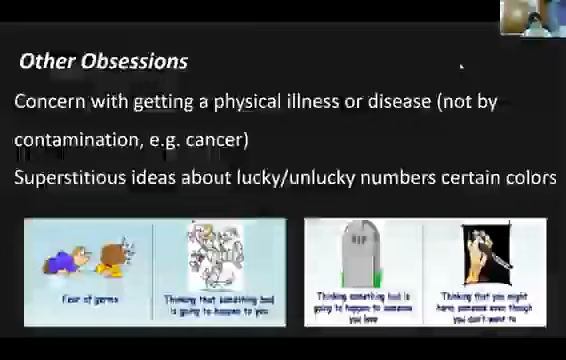 Other Obsessions
Concern with getting a physical illness or disease (not by
contamination, e.g. cancer)
Superstitious ideas about lucky/unlucky numbers certain colors
Fear of germs
Thinking that something bad
is going to happen to you
RIP
Thinking something bad is
going to happen to someone
you love
Thinking that you might
harm someone even though
you don't want to